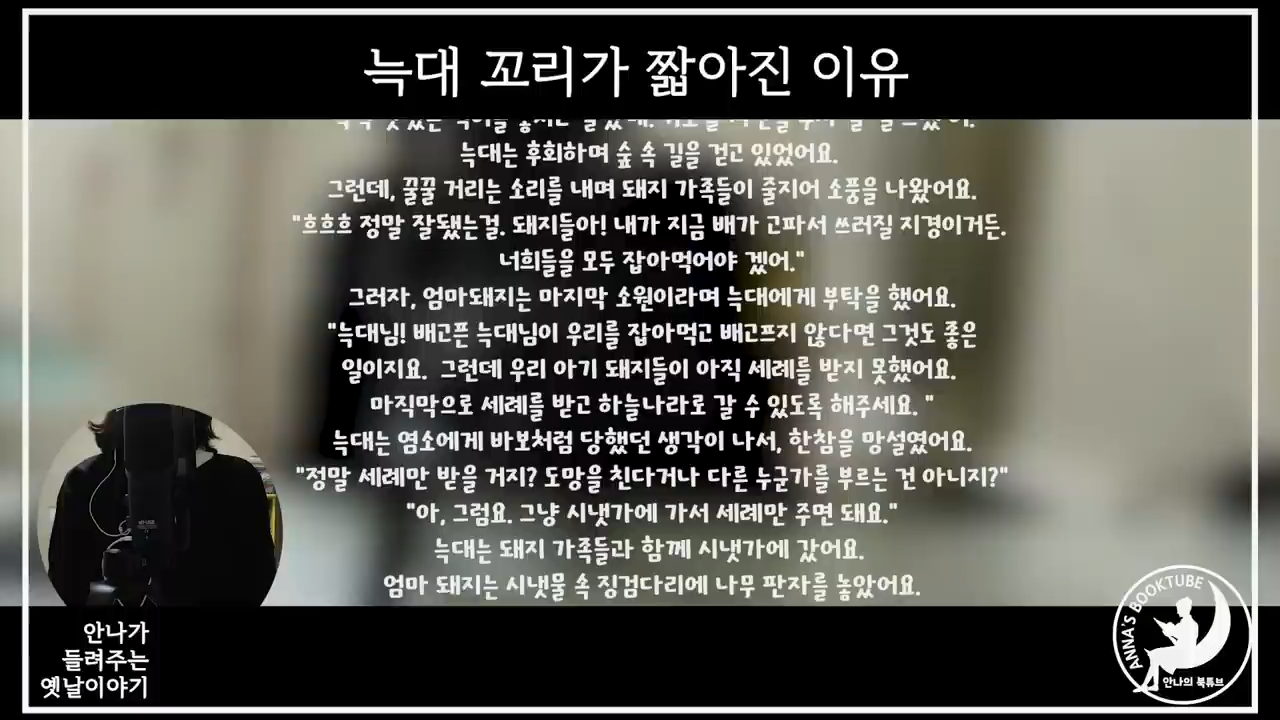 늑대 꼬리가 짧아진 이유
늑대는 후회하며 숲 속 길을 걷고 있었어요.
그런데, 꿀꿀 거리는 소리를 내며 돼지 가족들이 줄지어 소풍을 나왔어요.
"흐흐흐 정말 잘됐는걸. 돼지들아! 내가 지금 배가 고파서 쓰러질 지경이거든.
너희들을 모두 잡아먹어야 겠어."
그러자, 엄마돼지는 마지막 소원이라며 늑대에게 부탁을 했어요.
"늑대님! 배고픈 늑대님이 우리를 잡아먹고 배고프지 않다면 그것도 좋은
일이지요. 그런데 우리 아기 돼지들이 아직 세례를 받지 못했어요.
마직막으로 세례를 받고 하늘나라로 갈 수 있도록 해주세요. "
늑대는 염소에게 바보처럼 당했던 생각이 나서, 한참을 망설였어요.
"정말 세례만 받을 거지? 도망을 친다거나 다른 누군가를 부르는 건 아니지?"
"아, 그럼요. 그냥 시냇가에 가서 세례만 주면 돼요."
늑대는 돼지 가족들과 함께 시냇가에 갔어요.
엄마 돼지는 시냇물 속 징검다리에 나무 판자를 놓았어요.
안나가
들려주는
옛날이야기
ANNA'S BOOKTUBE
안나의 북튜브